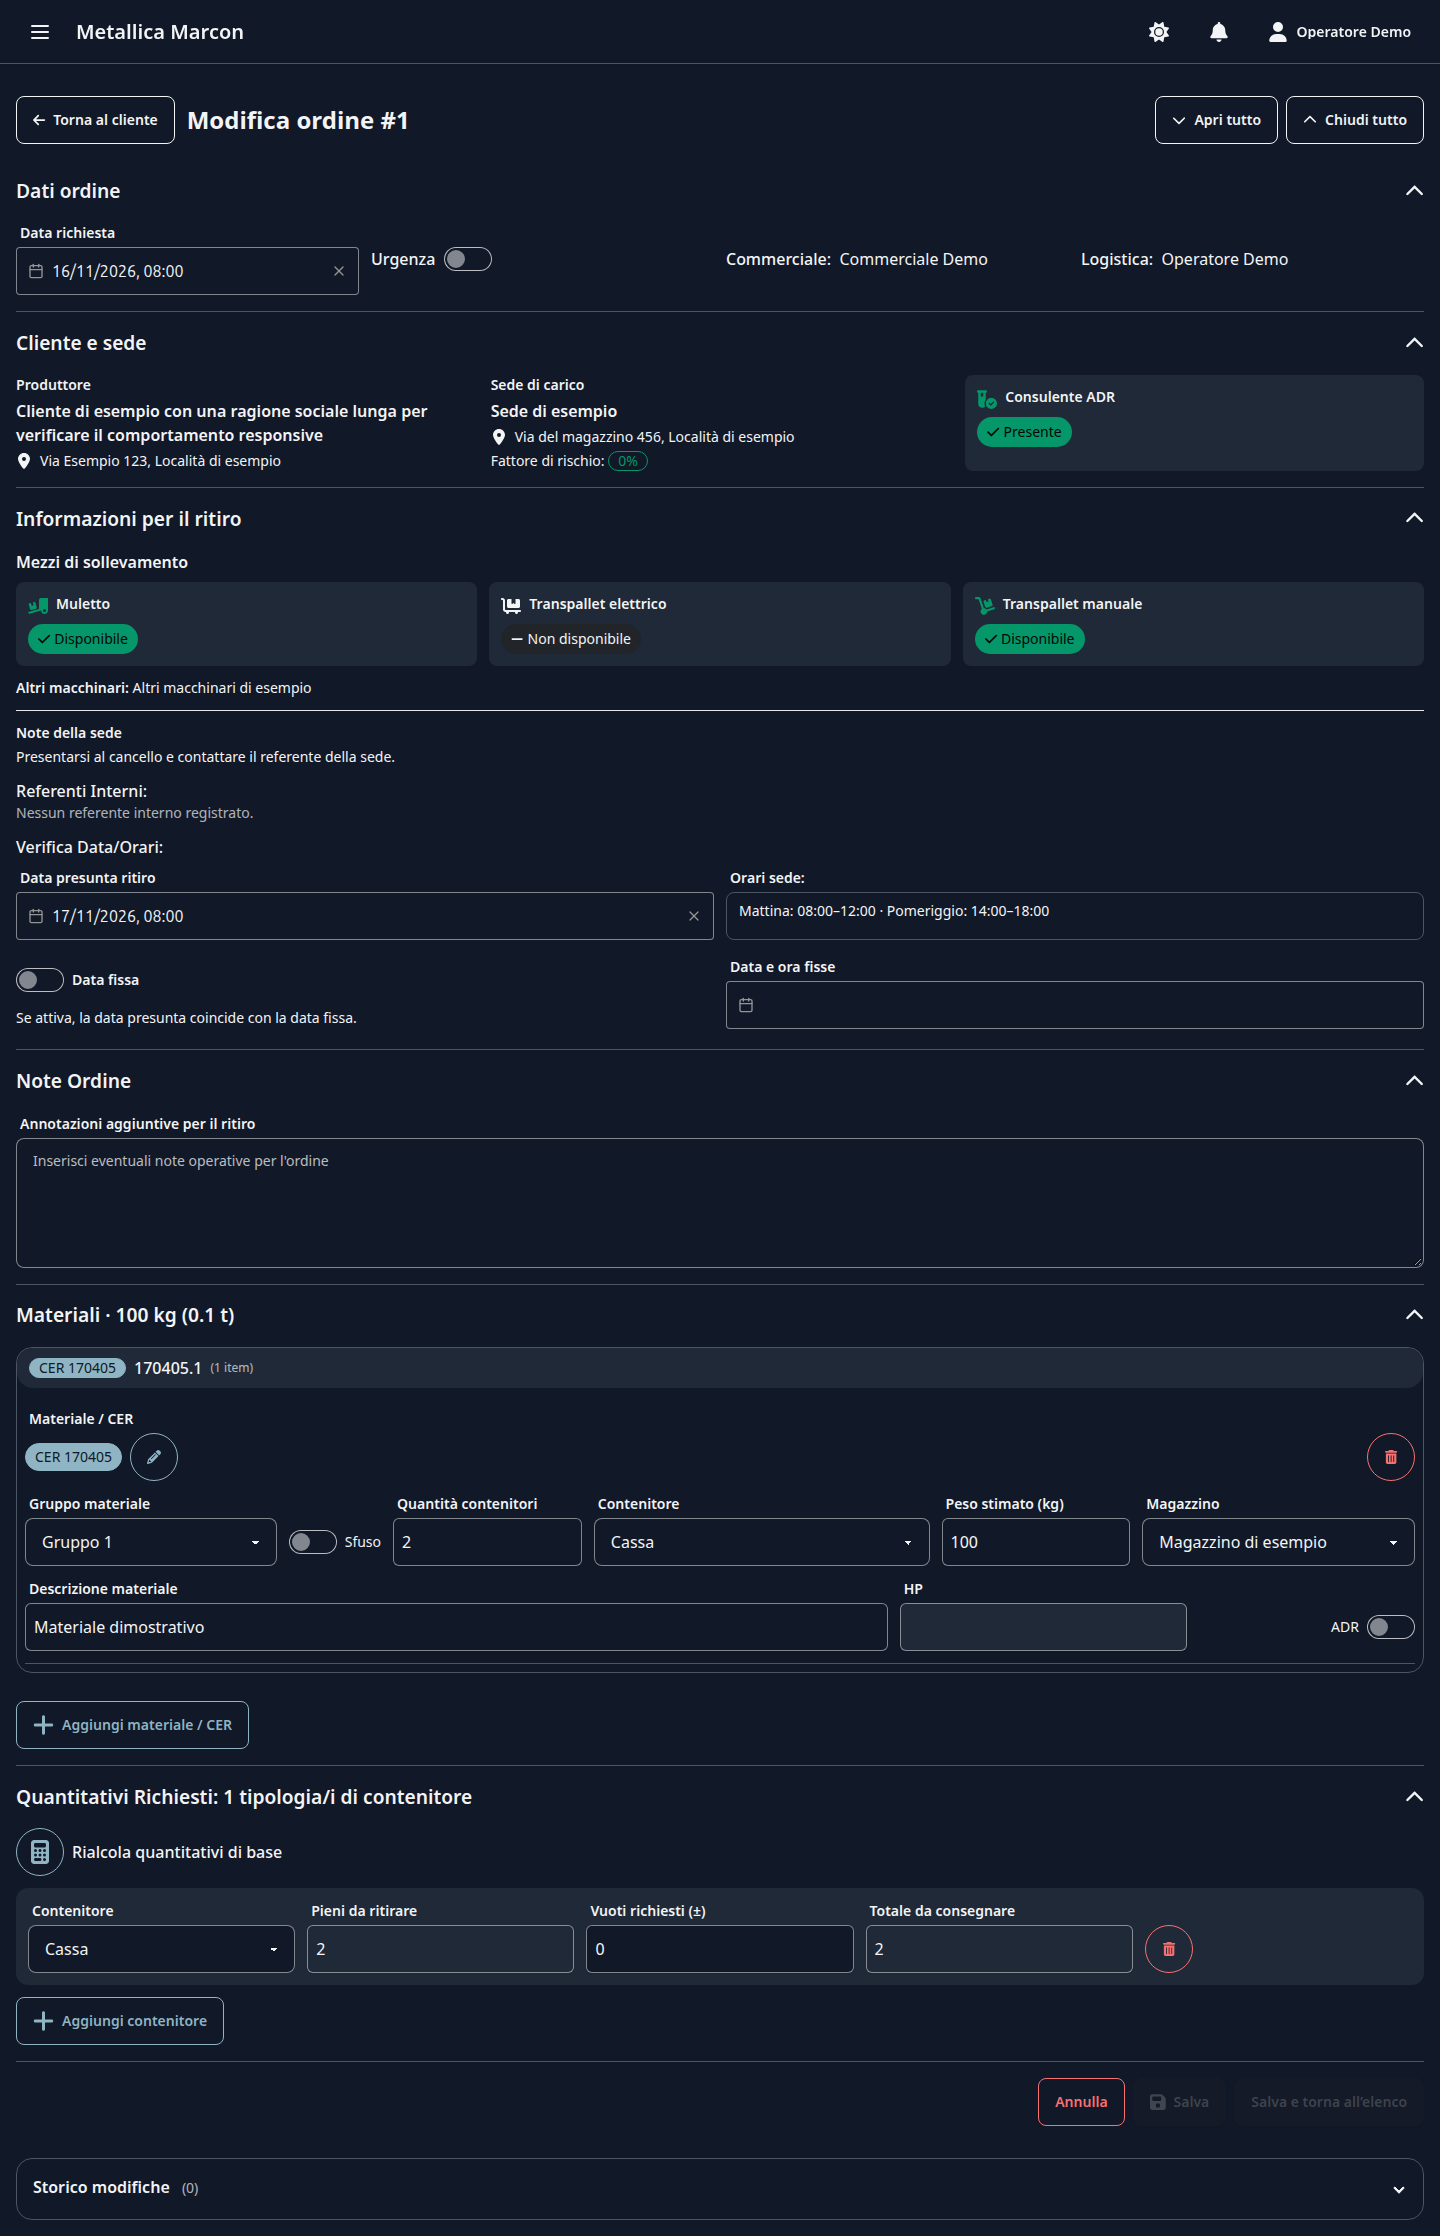 Metallica Marcon
Operatore Demo
Torna al cliente
Modifica ordine #1
Apri tutto
Chiudi tutto
Dati ordine
Data richiesta
16/11/2026, 08:00
Urgenza
Commerciale: Commerciale Demo
Logistica: Operatore Demo
Cliente e sede
Produttore
Cliente di esempio con una ragione sociale lunga per
verificare il comportamento responsive
Via Esempio 123, Località di esempio
Sede di carico
Sede di esempio
Via del magazzino 456, Località di esempio
Fattore di rischio: 0%
Consulente ADR
Presente
Informazioni per il ritiro
Mezzi di sollevamento
Muletto
Disponibile
Transpallet elettrico
Non disponibile
Transpallet manuale
Disponibile
Altri macchinari: Altri macchinari di esempio
Note della sede
Presentarsi al cancello e contattare il referente della sede.
Referenti Interni:
Nessun referente interno registrato.
Verifica Data/Orari:
Data presunta ritiro
17/11/2026, 08:00
Orari sede:
Mattina: 08:00–12:00 · Pomeriggio: 14:00–18:00
Data fissa
Se attiva, la data presunta coincide con la data fissa.
Data e ora fisse
Note Ordine
Annotazioni aggiuntive per il ritiro
Inserisci eventuali note operative per l'ordine
Materiali · 100 kg (0.1 t)
CER 170405 170405.1 (1 item)
Materiale / CER
CER 170405
Gruppo materiale
Gruppo 1
Sfuso
Quantità contenitori
2
Contenitore
Cassa
Peso stimato (kg)
100
Magazzino
Magazzino di esempio
Descrizione materiale
Materiale dimostrativo
HP
ADR
Aggiungi materiale / CER
Quantitativi Richiesti: 1 tipologia/i di contenitore
Rialcola quantitativi di base
Contenitore
Cassa
Pieni da ritirare
2
Vuoti richiesti (±)
0
Totale da consegnare
2
Aggiungi contenitore
Annulla
Salva
Salva e torna all'elenco
Storico modifiche (0)